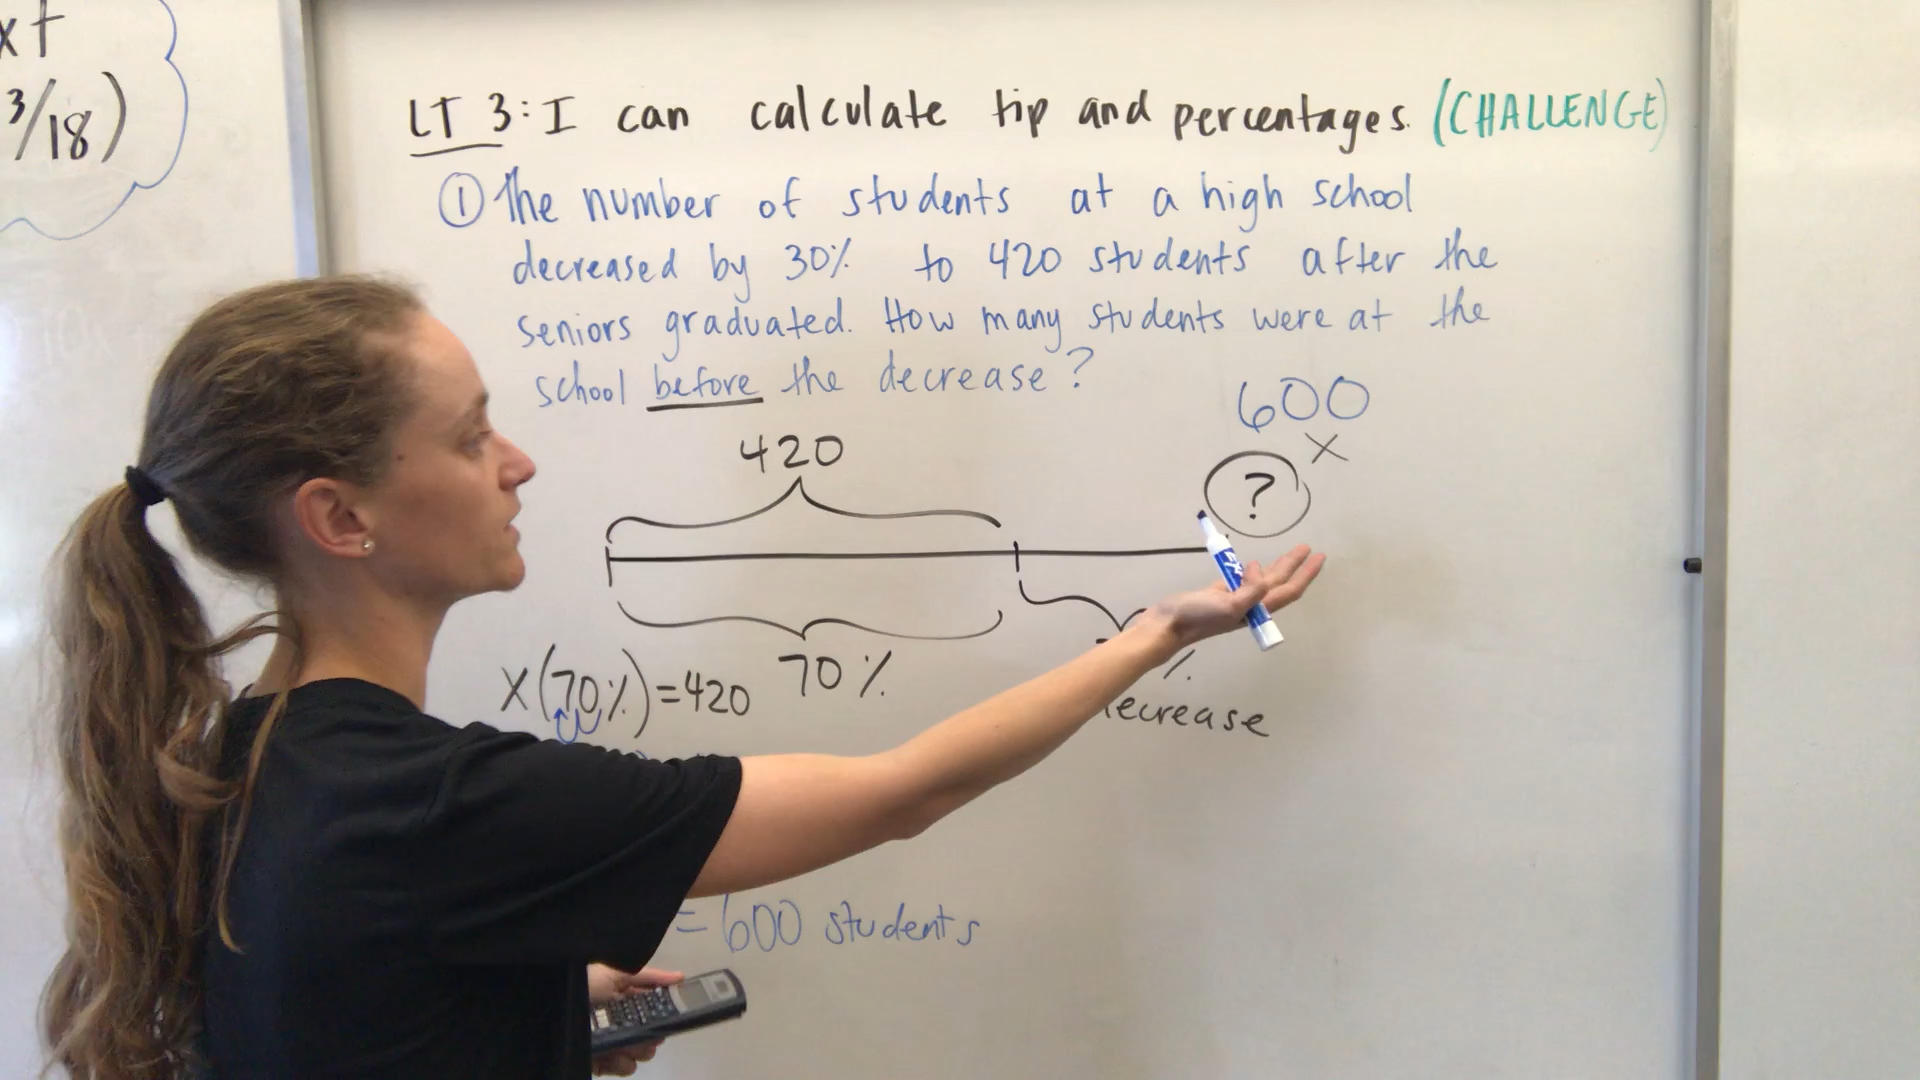 xt
3/18)
LT 3: I can calculate tip and percentages. (CHALLENGE)
① The number of students at a high school
decreased by 30% to 420 students after the
seniors graduated. How many students were at the
school before the decrease?
600
420
x
?
x(70%)=420
70%
%
ecrease
= 600 students